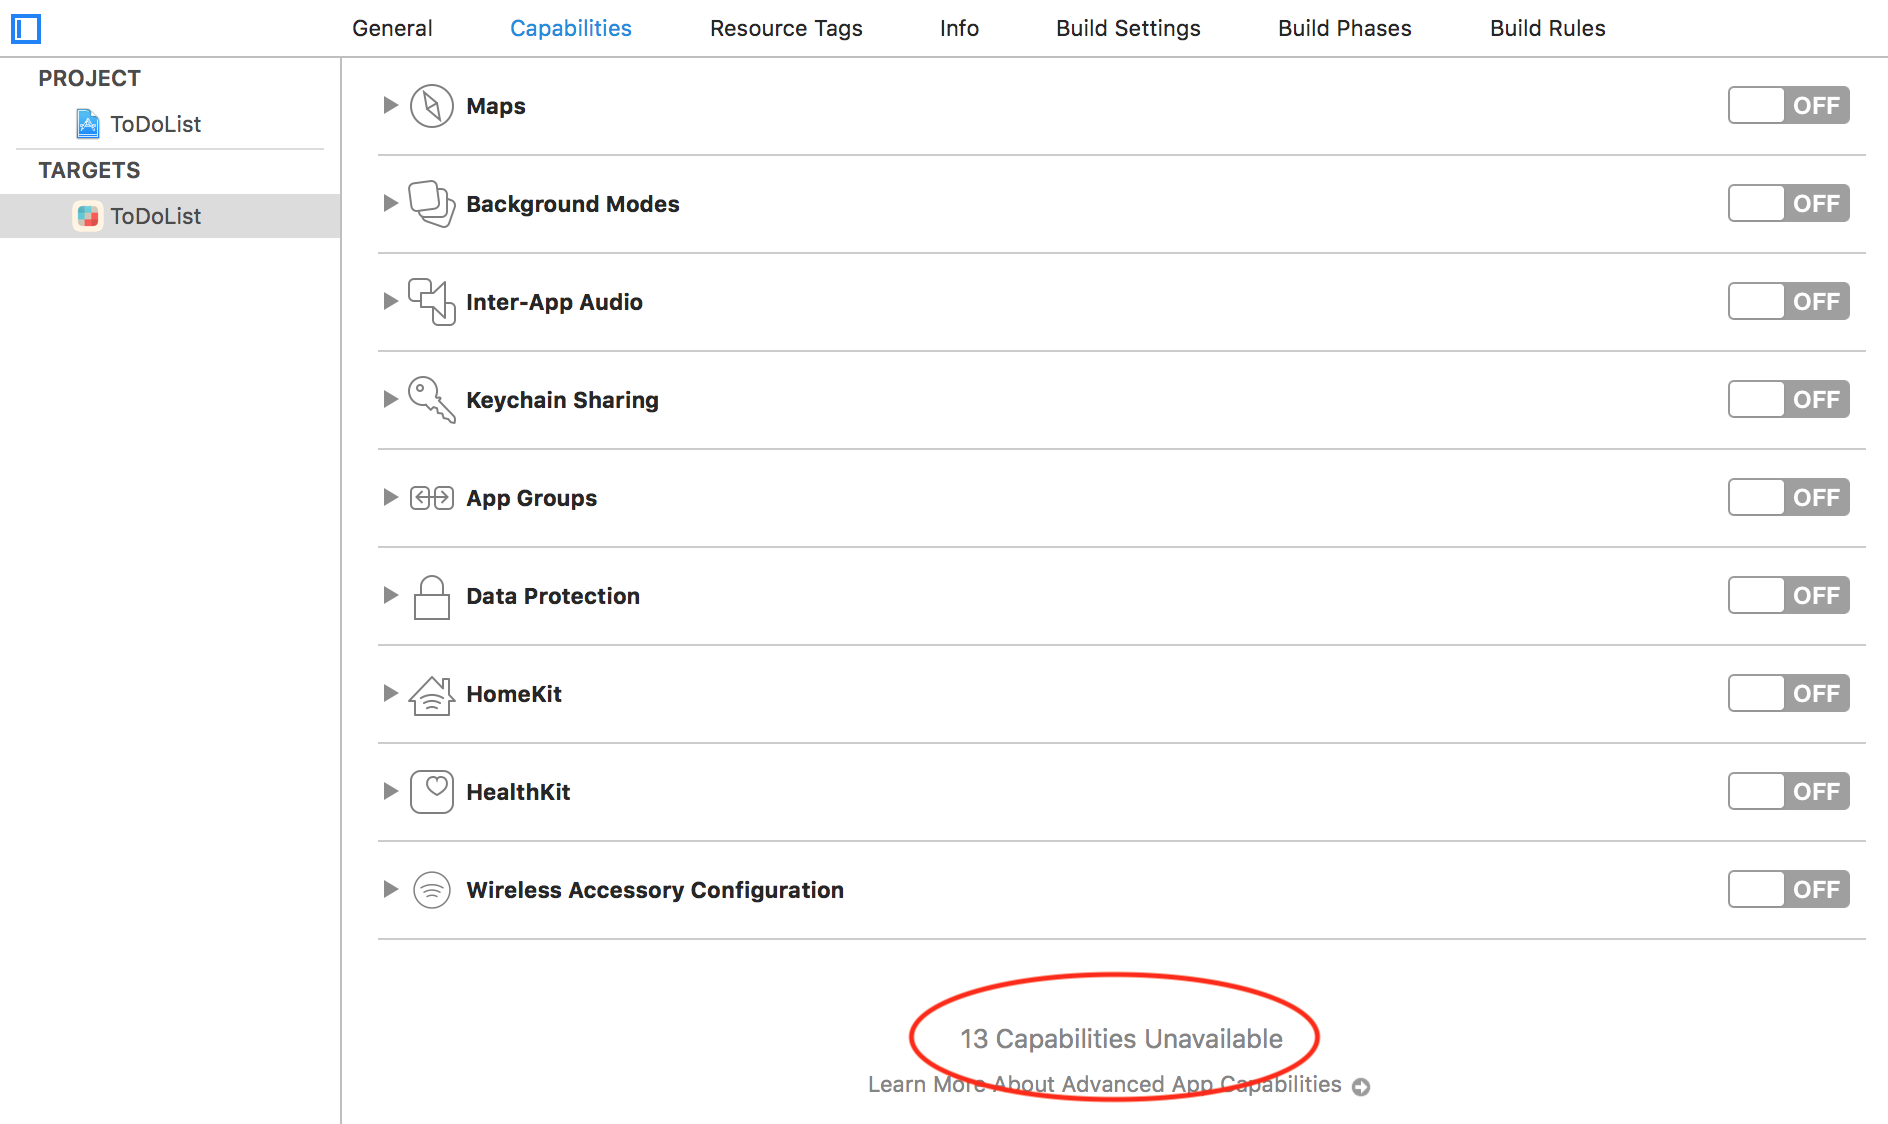 General Capabilities Resource Tags Info Build Settings Build Phases Build Rules
PROJECT
ToDoList
TARGETS
ToDoList
Maps OFF
Background Modes OFF
Inter-App Audio OFF
Keychain Sharing OFF
App Groups OFF
Data Protection OFF
HomeKit OFF
HealthKit OFF
Wireless Accessory Configuration OFF
13 Capabilities Unavailable
Learn More About Advanced App Capabilities